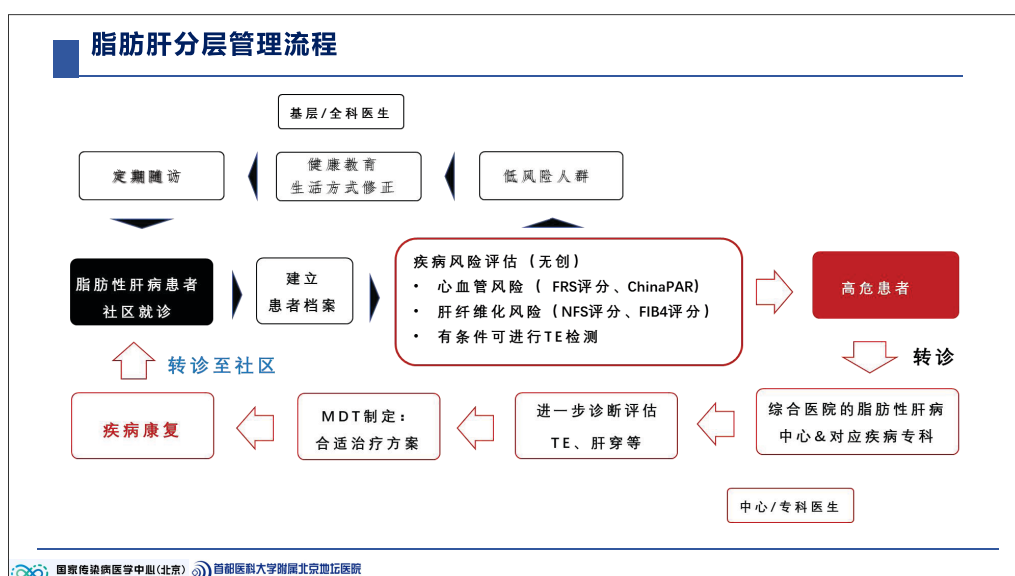 脂肪肝分层管理流程
基层/全科医生
定期随访
健康教育
生活方式修正
低风险人群
脂肪性肝病患者
社区就诊
建立
患者档案
疾病风险评估（无创）
• 心血管风险（ FRS评分、ChinaPAR)
• 肝纤维化风险（NFS评分、FIB4评分）
• 有条件可进行TE检测
高危患者
转诊至社区
转诊
疾病康复
MDT制定：
合适治疗方案
进一步诊断评估
TE、肝穿等
综合医院的脂肪性肝病
中心＆对应疾病专科
中心/专科医生
国家传染病医学中心(北京)
首都医科大学附属北京地坛医院